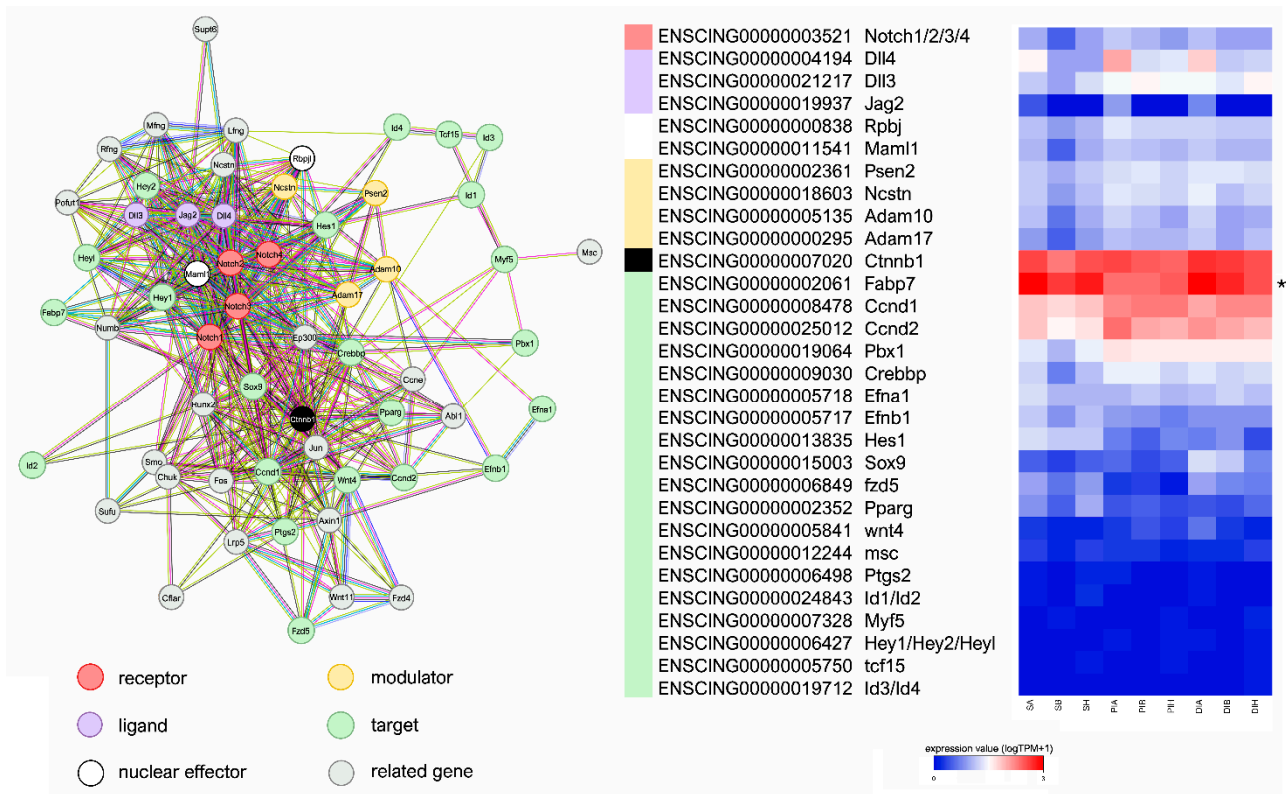 Supt6
Mfng
Lfng
Id4
Tcf15
Id3
Rfng
Ncstn
Rbpjl
Hey2
Ncstn
Psen2
Id1
Pofut1
Dll3
Jag2
Dll4
Hes1
Heyl
Notch2
Notch4
Myf5
Msc
Maml1
Adam10
Hey1
Adam17
Fabp7
Numb
Notch3
Notch1
Ep300
Crebbp
Pbx1
Ccne
Sox9
Hunx2
Pparg
Abl1
Efna1
Ctnnb1
Jun
Id2
Smo
Chuk
Fos
Ccnd1
Wnt4
Ccnd2
Efnb1
Sufu
Axin1
Ptgs2
Lrp5
Cflar
Wnt11
Fzd4
Fzd5
receptor
modulator
ligand
target
nuclear effector
related gene
ENSCING00000003521 Notch1/2/3/4
ENSCING00000004194 Dll4
ENSCING00000021217 Dll3
ENSCING00000019937 Jag2
ENSCING00000000838 Rpbj
ENSCING00000011541 Maml1
ENSCING00000002361 Psen2
ENSCING00000018603 Ncstn
ENSCING00000005135 Adam10
ENSCING00000000295 Adam17
ENSCING00000007020 Ctnnb1
ENSCING00000002061 Fabp7
*
ENSCING00000008478 Ccnd1
ENSCING00000025012 Ccnd2
ENSCING00000019064 Pbx1
ENSCING00000009030 Crebbp
ENSCING00000005718 Efna1
ENSCING00000005717 Efnb1
ENSCING00000013835 Hes1
ENSCING00000015003 Sox9
ENSCING00000006849 fzd5
ENSCING00000002352 Pparg
ENSCING00000005841 wnt4
ENSCING00000012244 msc
ENSCING00000006498 Ptgs2
ENSCING00000024843 Id1/Id2
ENSCING00000007328 Myf5
ENSCING00000006427 Hey1/Hey2/Heyl
ENSCING00000005750 tcf15
ENSCING00000019712 Id3/Id4
SA SB SH PIA PIB PIH DIA DIB DIH
expression value (logTPM+1)
0 3